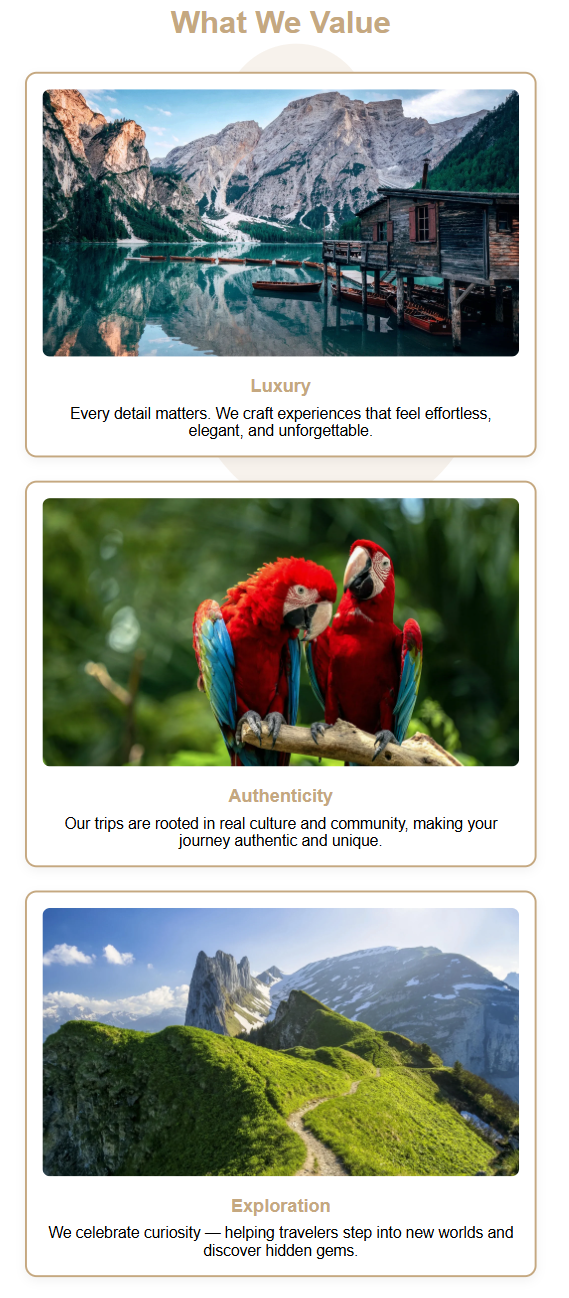 What We Value
Luxury
Every detail matters. We craft experiences that feel effortless,
elegant, and unforgettable.
Authenticity
Our trips are rooted in real culture and community, making your
journey authentic and unique.
Exploration
We celebrate curiosity — helping travelers step into new worlds and
discover hidden gems.